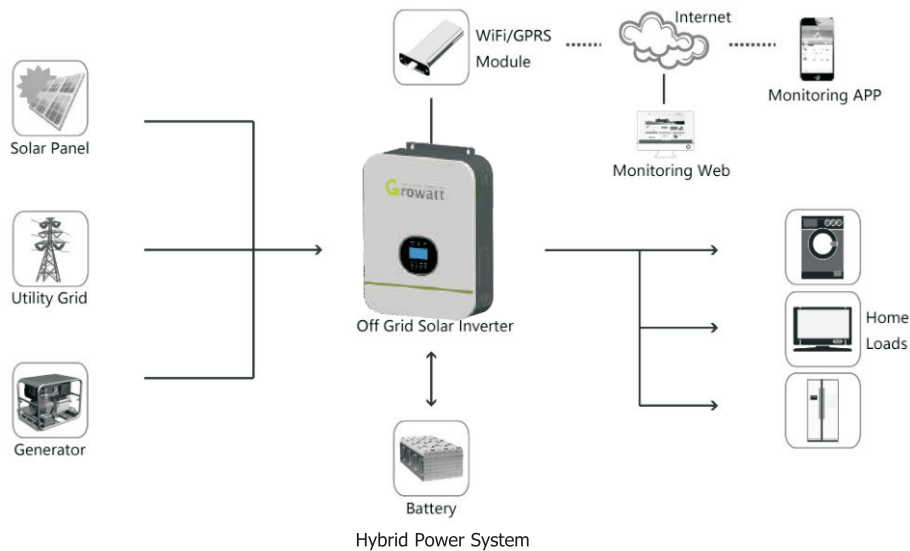 WiFi/GPRS
Module
Internet
Monitoring APP
Monitoring Web
Solar Panel
Growatt
Utility Grid
Off Grid Solar Inverter
Home
Loads
Generator
Battery
Hybrid Power System